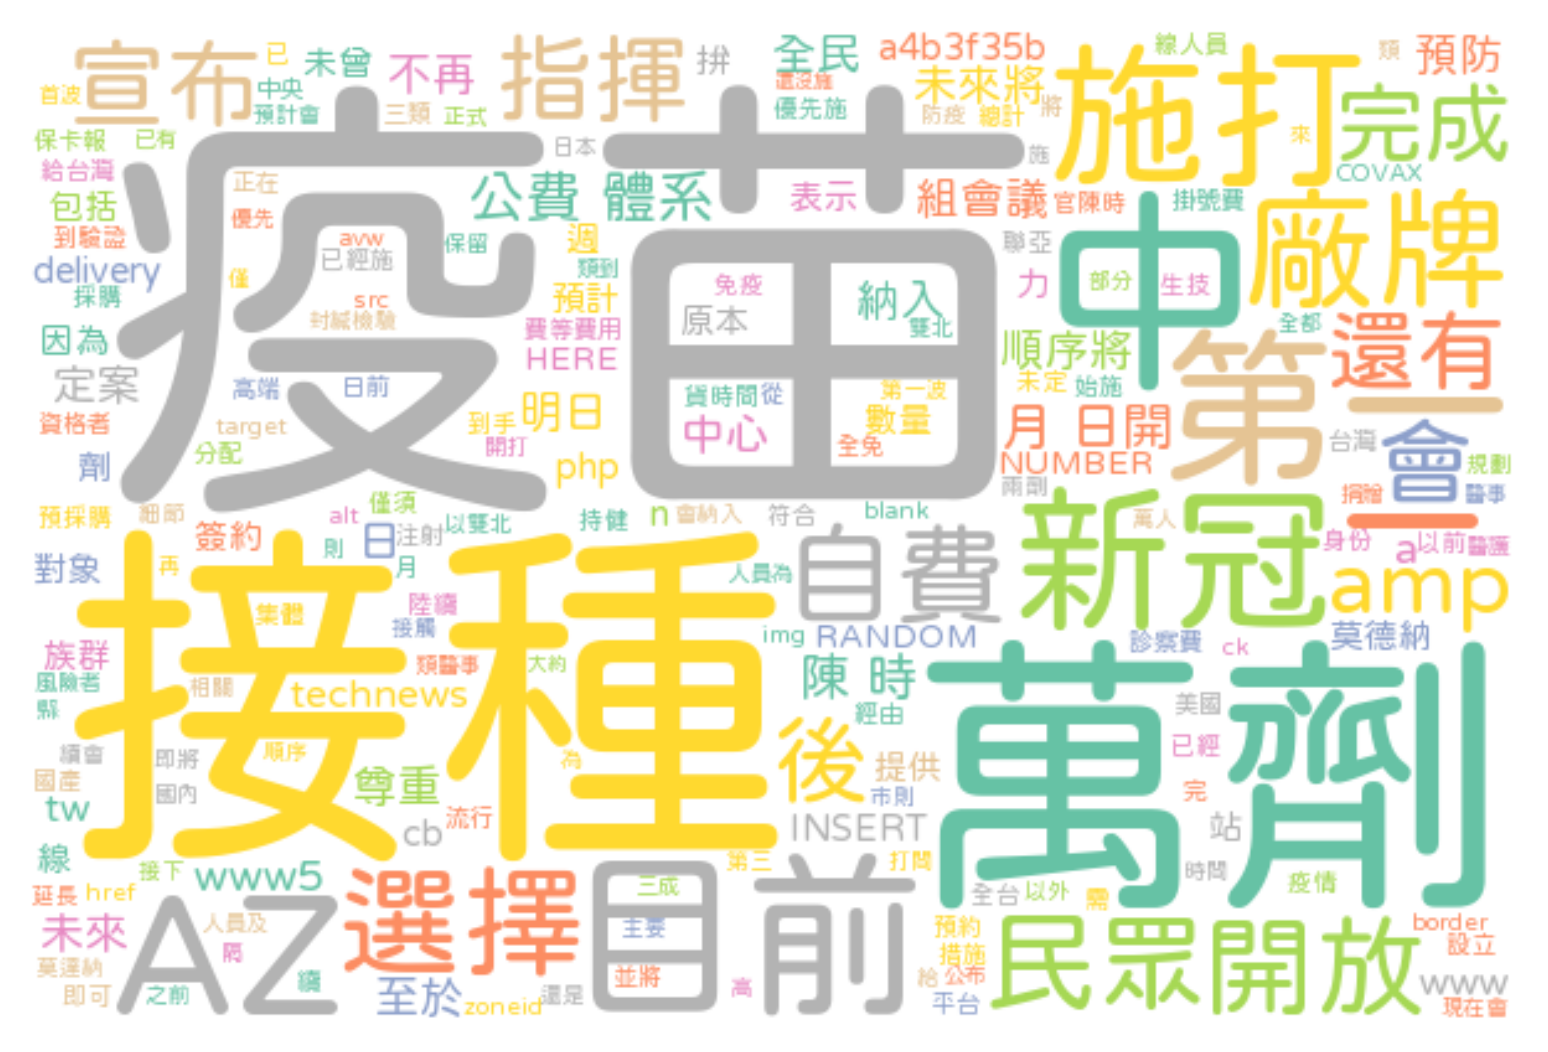 宣布
已
未曾
不再
指揮
拚
全民
a4b3f35b
線人員
類
預防
首波
中央
預計會
三類
正式
還沒施
優先施
未來將
防疫
總計
將
施打
來
完成
保卡報
已有
給台灣
疫苗
日本
施
COVAX
包括
正在
優先
公費 體系
表示
組會議
官陳時
掛號費
到驗證
delivery
採購
avw
已經施
保留
週
類到
聯亞
中
廠牌
僅
src
封緘檢驗
預計
免疫
原本
納入
雙北
力
部分
生技
因為
定案
費等費用
HERE
順序將
全都
還有
高端
日前
未定
始施
第一
資格者
target
到手
明日
貨時間
從
第一波
數量
中心
全免
月 日開
台灣
會
規劃
劑
分配
開打
php
NUMBER
兩劑
捐贈
醫事
預採購
細節
alt
僅須
以雙北
持健
n
會納入
符合
blank
新冠
萬人
身份
a
以前
醫護
簽約
則
日
注射
月
對象
再
接種
人員為
自費
amp
集體
陸續
接觸
img
RANDOM
診察費
ck
莫德納
族群
風險者
類醫事
大約
陳 時
萬劑
相關
technews
經由
美國
續會
即將
順序
為
後
提供
已經
國產
國內
尊重
市則
完
tw
cb
流行
INSERT
站
線
接下
www5
第三
打問
時間
延長
href
選擇
目前
三成
全台
以外
需
疫情
未來
AZ
人員及
隔
主要
預約
措施
民眾開放
border
設立
莫達納
即可
之前
續
至於
zoneid
還是
並將
高
給
公布
平台
www
現在會